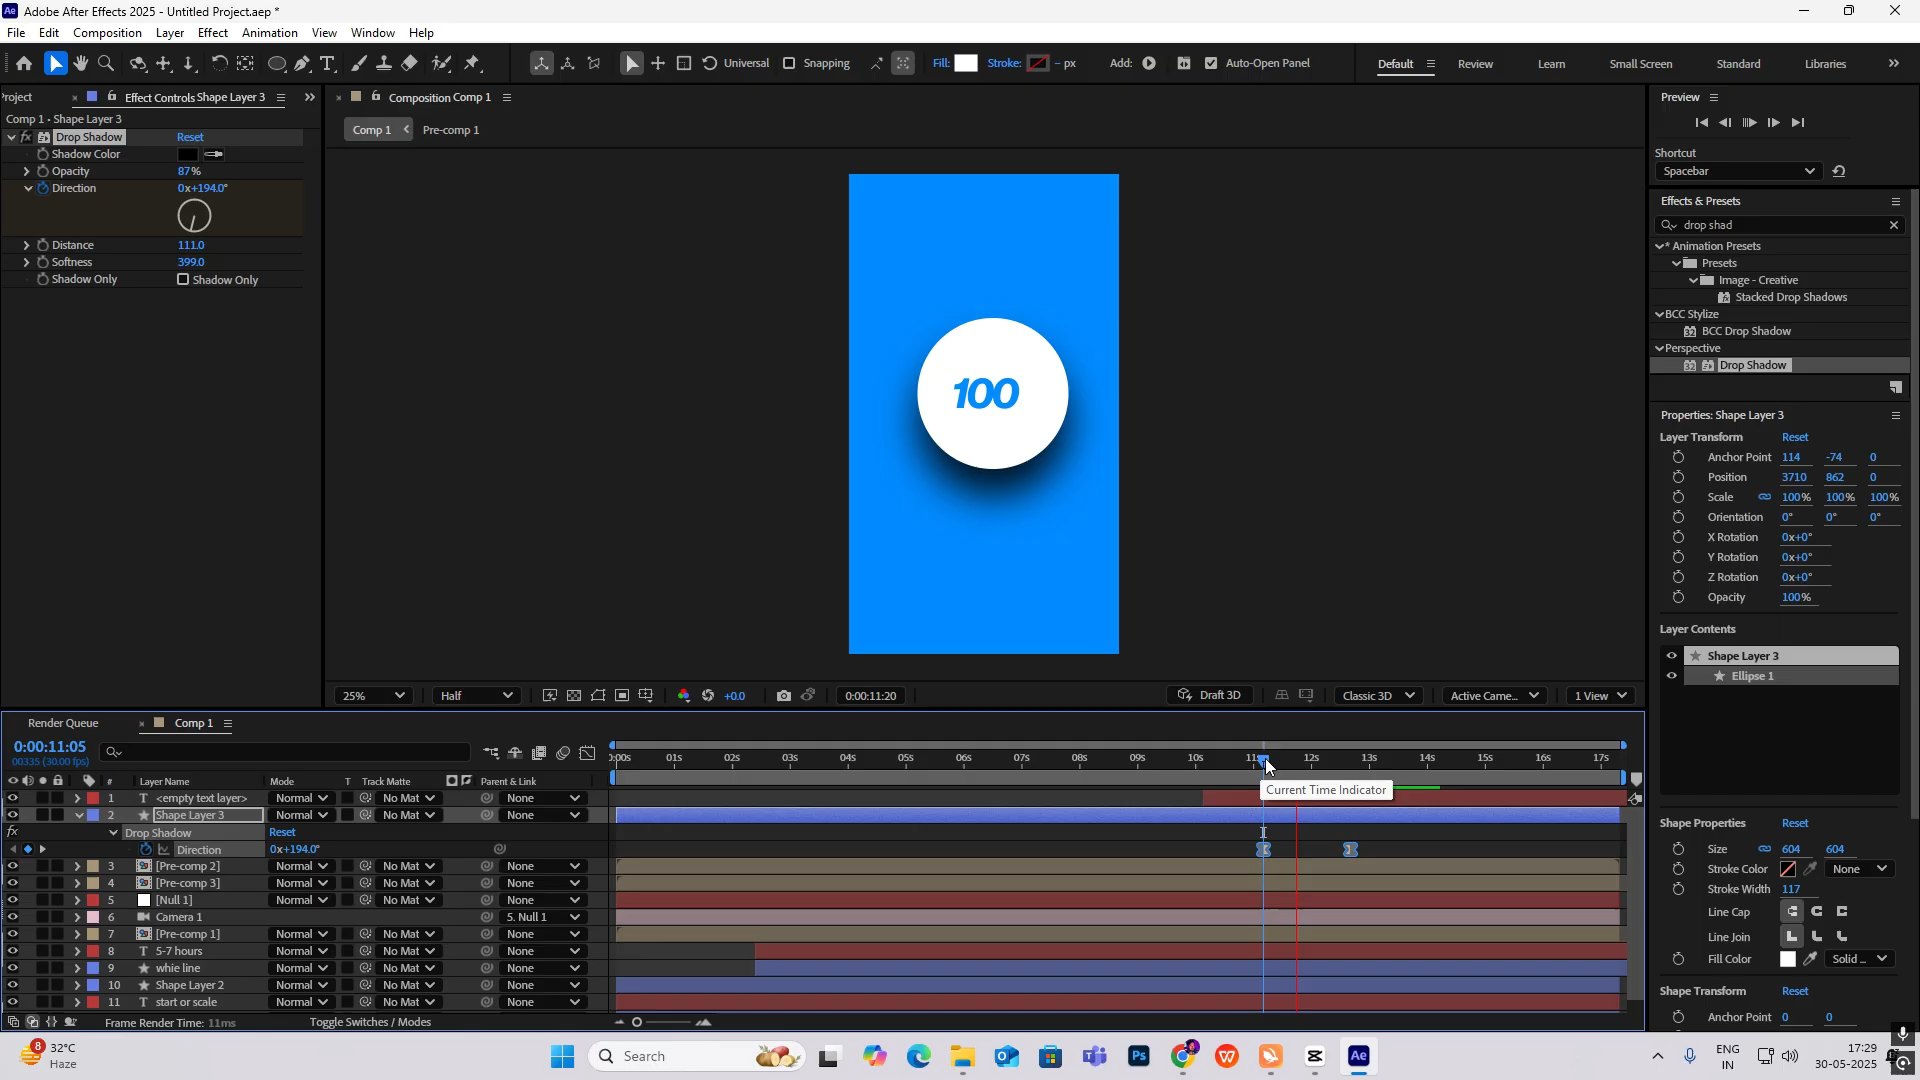 Adobe After Effects 2025 - Untitled Project.aep *
File Edit Composition Layer Effect Animation View Window Help
Universal Snapping Fill: Stroke: - px Add: Auto-Open Panel Default Review Learn Small Screen Standard Libraries
roject Effect Controls Shape Layer 3
Comp 1 • Shape Layer 3
fx Drop Shadow Reset
Shadow Color
Opacity 87%
Direction 0x+194.0°
Distance 111.0
Softness 399.0
Shadow Only Shadow Only
Composition Comp 1
Comp 1 Pre-comp 1
100
25% Half +0.0 0:00:11:20 Draft 3D Classic 3D Active Came... 1 View
Preview
Shortcut
Spacebar
Effects & Presets
drop shad
* Animation Presets
Presets
Image - Creative
Stacked Drop Shadows
BCC Stylize
32 BCC Drop Shadow
Perspective
32 Drop Shadow
Properties: Shape Layer 3
Layer Transform Reset
Anchor Point 114 -74 0
Position 3710 862 0
Scale 100% 100% 100%
Orientation 0° 0° 0°
X Rotation 0x+0°
Y Rotation 0x+0°
Z Rotation 0x+0°
Opacity 100%
Layer Contents
Shape Layer 3
Ellipse 1
Shape Properties Reset
Size 604 604
Stroke Color None
Stroke Width 117
Line Cap
Line Join
Fill Color Solid ...
Shape Transform Reset
Anchor Point 0 0
Render Queue Comp 1
0:00:11:05
00335 (30.00 fps)
0:00s 01s 02s 03s 04s 05s 06s 07s 08s 09s 10s 11s 12s 13s 14s 15s 16s 17s
# Layer Name Mode T Track Matte Parent & Link
Current Time Indicator
1 T <empty text layer> Normal No Mat None
2 Shape Layer 3 Normal No Mat None
fx Drop Shadow Reset
Direction 0x+194.0°
3 [Pre-comp 2] Normal No Mat None
4 [Pre-comp 3] Normal No Mat None
5 [Null 1] Normal No Mat None
6 Camera 1 5. Null 1
7 [Pre-comp 1] Normal No Mat None
8 T 5-7 hours Normal No Mat None
9 whie line Normal No Mat None
10 Shape Layer 2 Normal No Mat None
11 T start or scale Normal No Mat None
Frame Render Time: 11ms Toggle Switches / Modes
8 32°C
Haze
Search
Ps
Ae
ENG
IN
17:29
30-05-2025